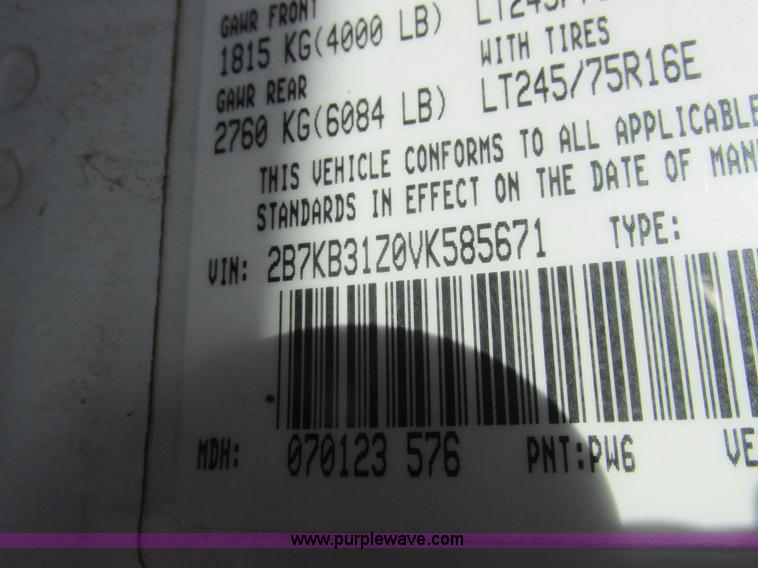 GAWR FRONT
1815 KG(4000 LB)
WITH TIRES
GAWR REAR
2760 KG(6084 LB) LT245/75R16E
THIS VEHICLE CONFORMS TO ALL APPLICABLE
STANDARDS IN EFFECT ON THE DATE OF
VIN: 2B7KB31Z0VK585671 TYPE:
MDH: 070123 576 PNT:PW6 VE
www.purplewave.com